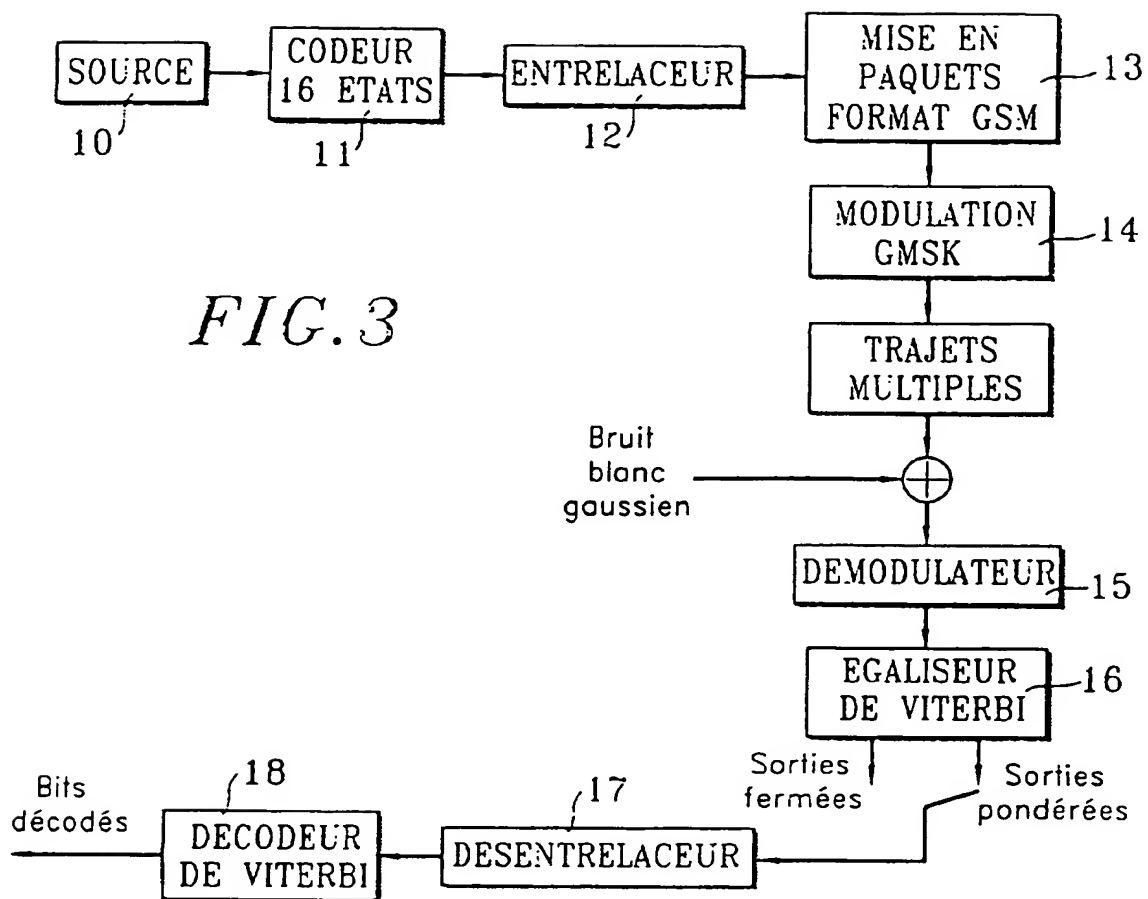 SOURCE
10
CODEUR
16 ETATS
11
ENTRELACEUR
12
MISE EN
PAQUETS
FORMAT GSM
13
MODULATION
GMSK
14
FIG. 3
TRAJETS
MULTIPLES
Bruit
blanc
gaussien
DEMODULATEUR
15
EGALISEUR
DE VITERBI
16
Sorties
fermées
Sorties
pondérées
17
DESENTRELACEUR
18
DECODEUR
DE VITERBI
Bits
décodés